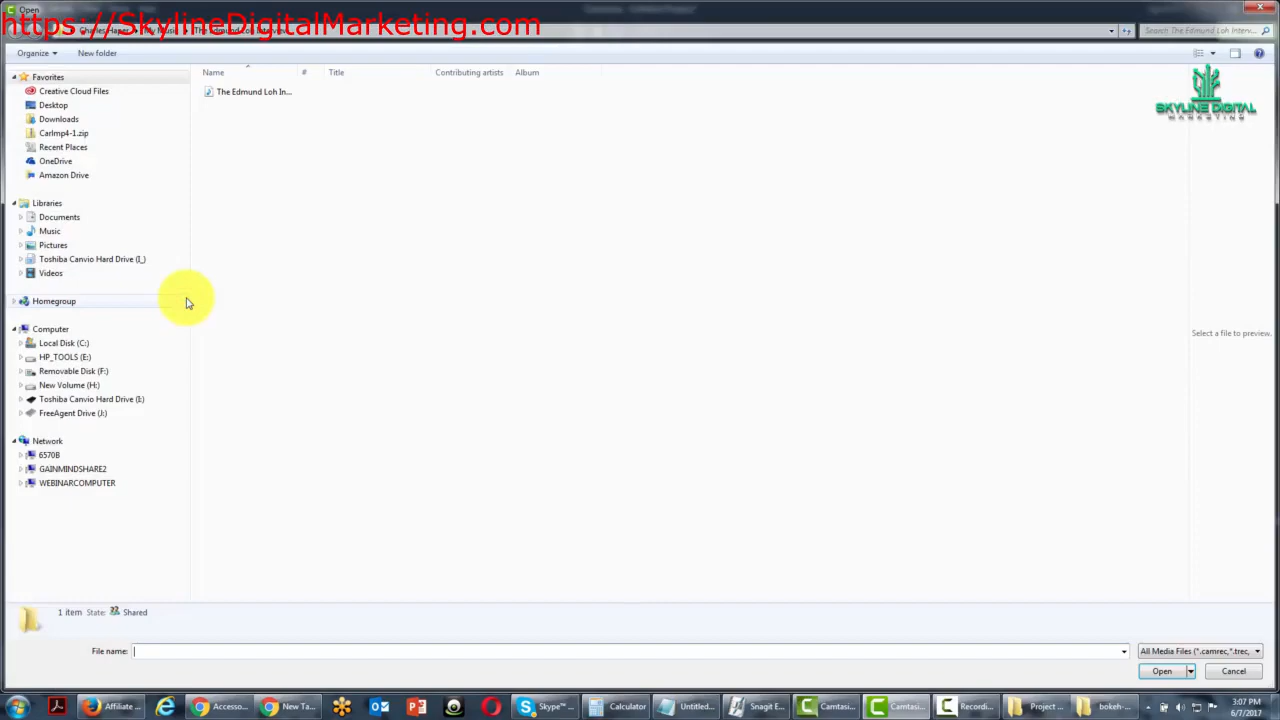 Open
https://SkylineDigitalMarketing.com
Organize
New folder
Favorites
Creative Cloud Files
Desktop
Downloads
CarImp4-1.zip
Recent Places
OneDrive
Amazon Drive
Libraries
Documents
Music
Pictures
Toshiba Canvio Hard Drive (I_)
Videos
Homegroup
Computer
Local Disk (C:)
HP_TOOLS (E:)
Removable Disk (F:)
New Volume (H:)
Toshiba Canvio Hard Drive (I:)
FreeAgent Drive (J:)
Network
6570B
GAINMINDSHARE2
WEBINARCOMPUTER
Name # Title Contributing artists Album
The Edmund Loh In...
SKYLINE DIGITAL
MARKETING
Select a file to preview.
1 item State: Shared
File name:
All Media Files (*.camrec,*.trec,
Open Cancel
Affiliate ... Accesso... New Ta... Skype™ ... Calculator Untitled... Snagit E... Camtasi... Camtasi... Recordi... Project ... bokeh-...
3:07 PM
6/7/2017